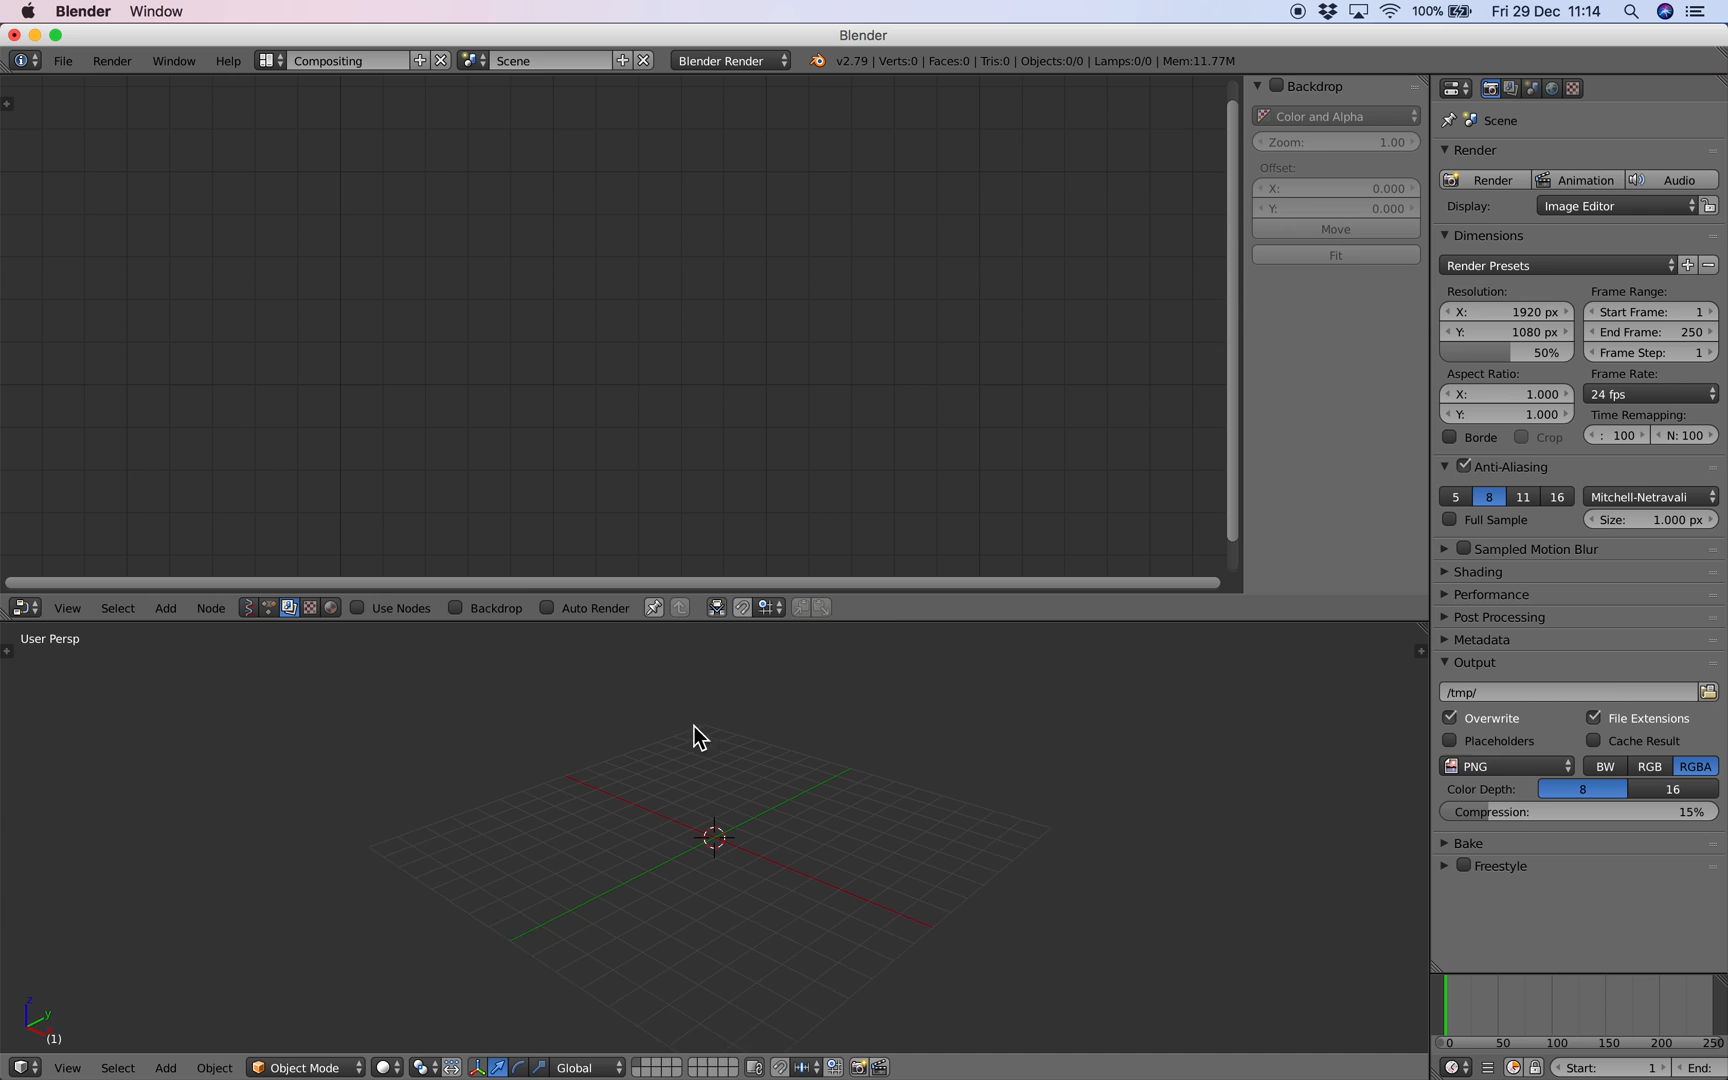 Blender Window 100% Fri 29 Dec 11:14
Blender
File Render Window Help Compositing Scene Blender Render v2.79 | Verts:0 | Faces:0 | Tris:0 | Objects:0/0 | Lamps:0/0 | Mem:11.77M
Backdrop
Color and Alpha
Zoom: 1.00
Offset:
X: 0.000
Y: 0.000
Move
Fit
Scene
Render
Render Animation Audio
Display: Image Editor
Dimensions
Render Presets
Resolution: Frame Range:
X: 1920 px Start Frame: 1
Y: 1080 px End Frame: 250
50% Frame Step: 1
Aspect Ratio: Frame Rate:
X: 1.000 24 fps
Y: 1.000 Time Remapping:
Borde Crop : 100 N: 100
Anti-Aliasing
5 8 11 16 Mitchell-Netravali
Full Sample Size: 1.000 px
Sampled Motion Blur
Shading
Performance
Post Processing
Metadata
Output
/tmp/
Overwrite File Extensions
Placeholders Cache Result
PNG BW RGB RGBA
Color Depth: 8 16
Compression: 15%
Bake
Freestyle
View Select Add Node Use Nodes Backdrop Auto Render
User Persp
z
y
(1)
View Select Add Object Object Mode Global
0 50 100 150 200 250
Start: 1 End: